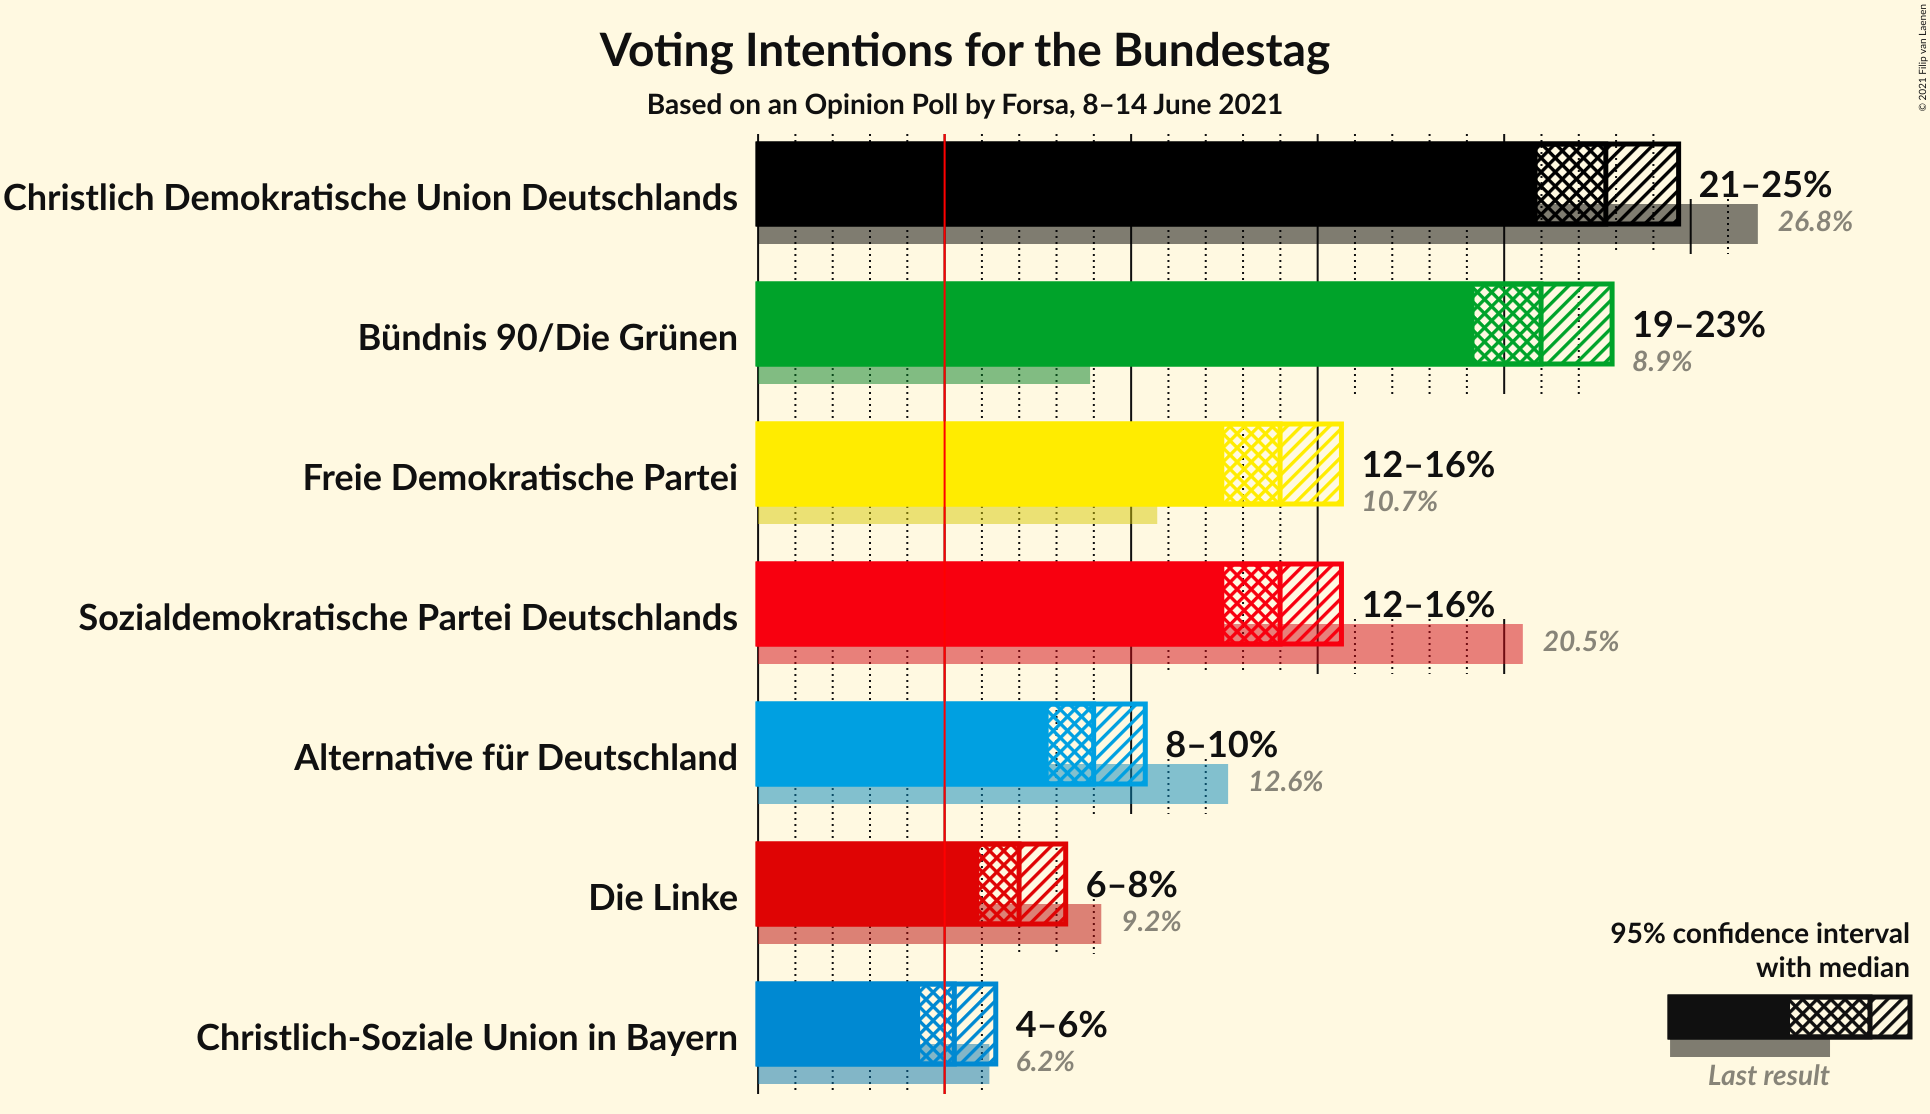 Voting Intentions for the Bundestag
Based on an Opinion Poll by Forsa, 8–14 June 2021
© 2021 Filip van Laenen
Christlich Demokratische Union Deutschlands
21–25%
26.8%
Bündnis 90/Die Grünen
19–23%
8.9%
Freie Demokratische Partei
12–16%
10.7%
Sozialdemokratische Partei Deutschlands
12–16%
20.5%
Alternative für Deutschland
8–10%
12.6%
Die Linke
6–8%
9.2%
Christlich-Soziale Union in Bayern
4–6%
6.2%
95% confidence interval
with median
Last result